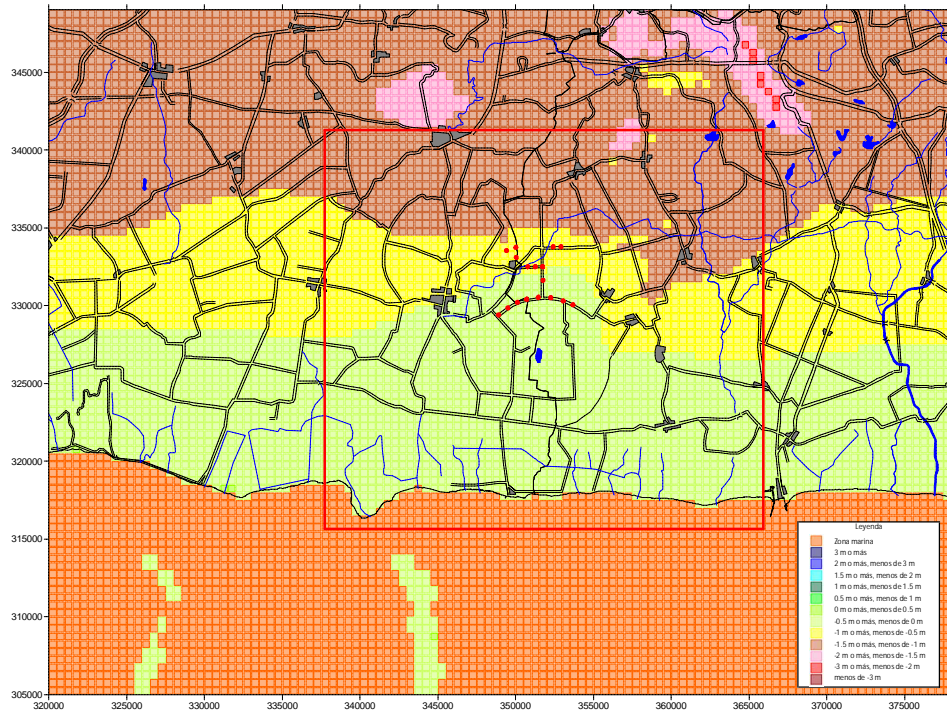 345000
340000
335000
330000
325000
320000
315000
310000
305000
320000 325000 330000 335000 340000 345000 350000 355000 360000 365000 370000 375000
Leyenda
Zona marina
3 m o más
2 m o más, menos de 3 m
1.5 m o más, menos de 2 m
1 m o más, menos de 1.5 m
0.5 m o más, menos de 1 m
0 m o más, menos de 0.5 m
-0.5 m o más, menos de 0 m
-1 m o más, menos de -0.5 m
-1.5 m o más, menos de -1 m
-2 m o más, menos de -1.5 m
-3 m o más, menos de -2 m
menos de -3 m